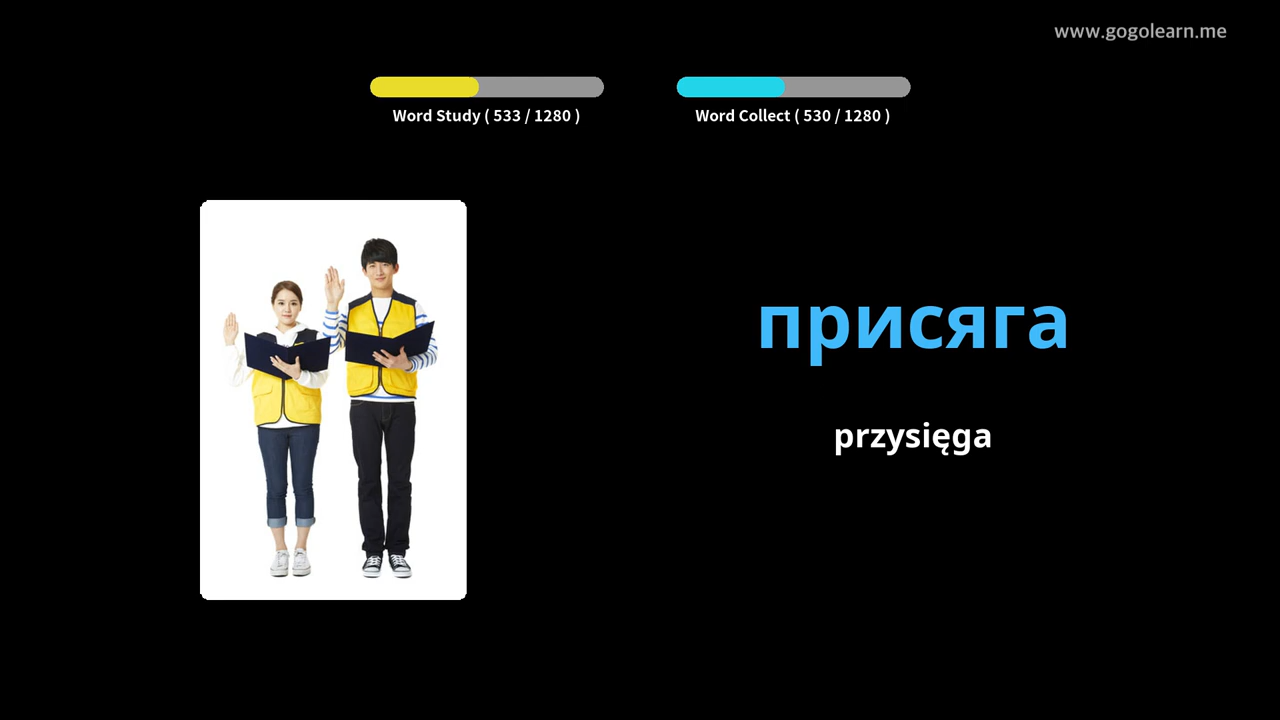 www.gogolearn.me
Word Study ( 533 / 1280 )
Word Collect ( 530 / 1280 )
присяга
przysięga